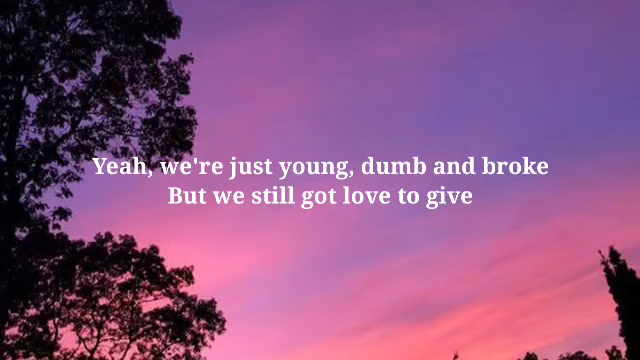 Yeah, we're just young, dumb and broke
But we still got love to give